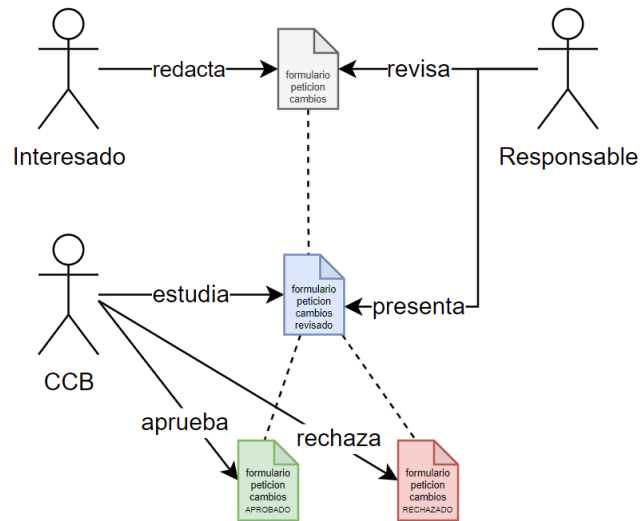 redacta
formulario
peticion
cambios
revisa
Interesado
Responsable
estudia
formulario
peticion
cambios
revisado
presenta
CCB
aprueba
rechaza
formulario
peticion
cambios
APROBADO
formulario
peticion
cambios
RECHAZADO